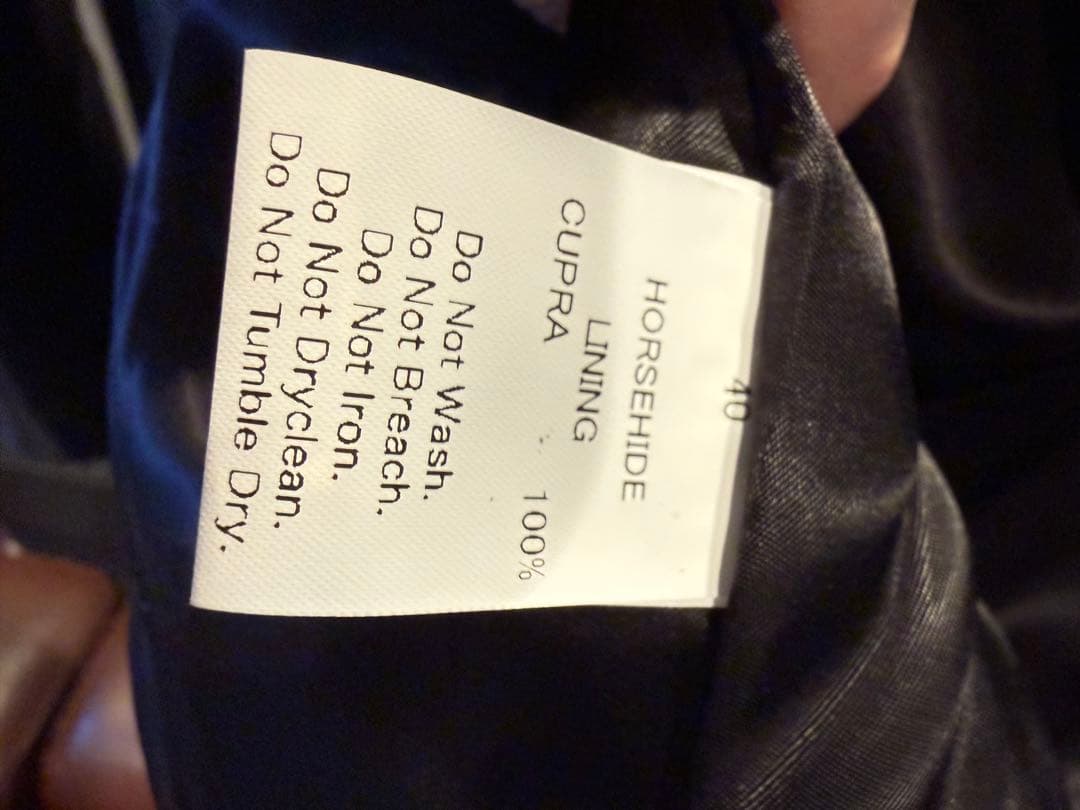 40
HORSEHIDE
LINING
CUPRA 100%
Do Not Wash.
Do Not Breach.
Do Not Iron.
Do Not Dryclean.
Do Not Tumble Dry.